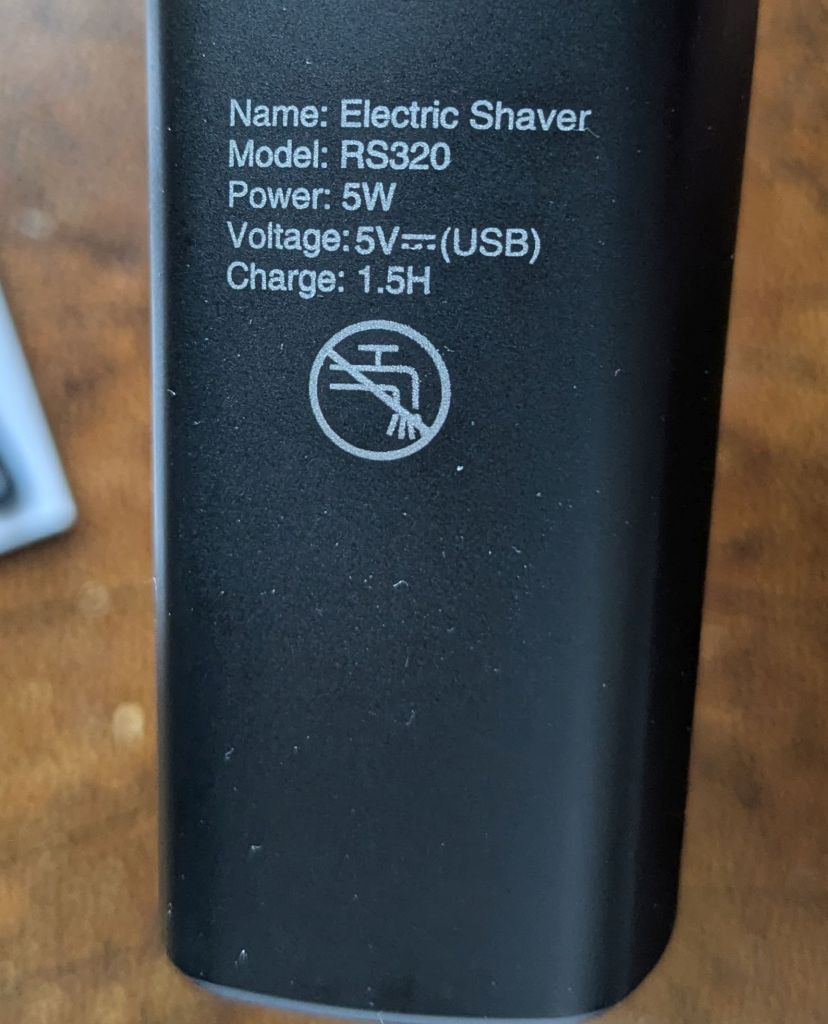 Name: Electric Shaver
Model: RS320
Power: 5W
Voltage:5V⎓(USB)
Charge: 1.5H